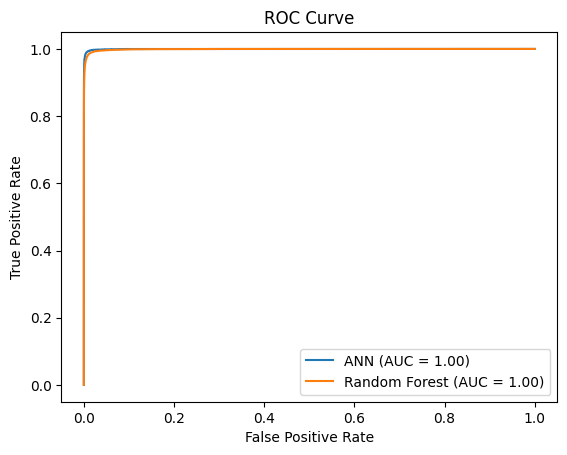 ROC Curve
True Positive Rate
1.0
0.8
0.6
0.4
0.2
0.0
ANN (AUC = 1.00)
Random Forest (AUC = 1.00)
0.0 0.2 0.4 0.6 0.8 1.0
False Positive Rate